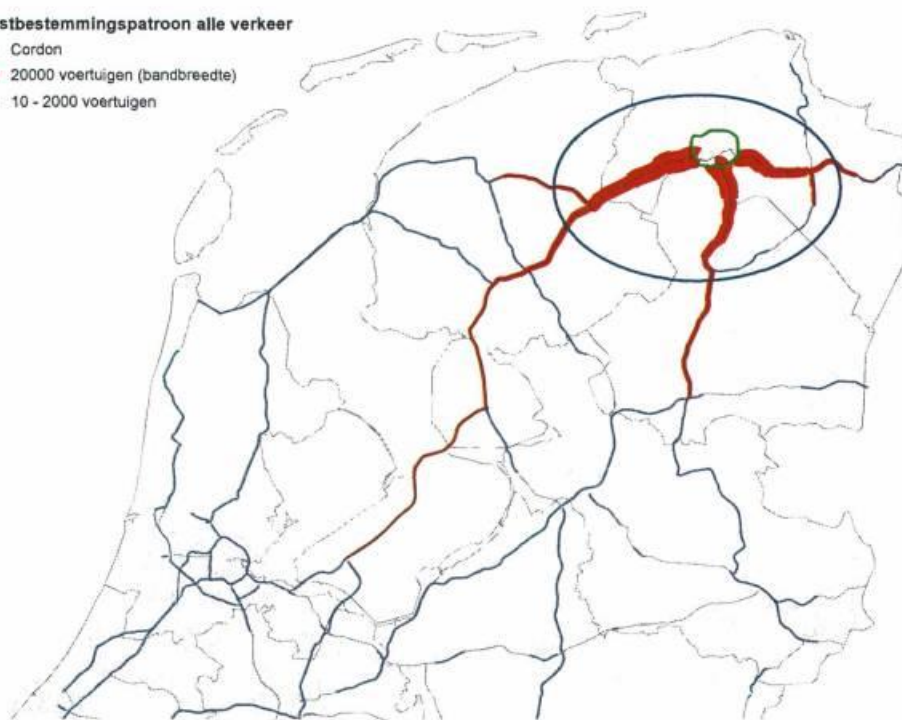 stbestemmingspatroon alle verkeer
Cordon
20000 voertuigen (bandbreedte)
10 - 2000 voertuigen